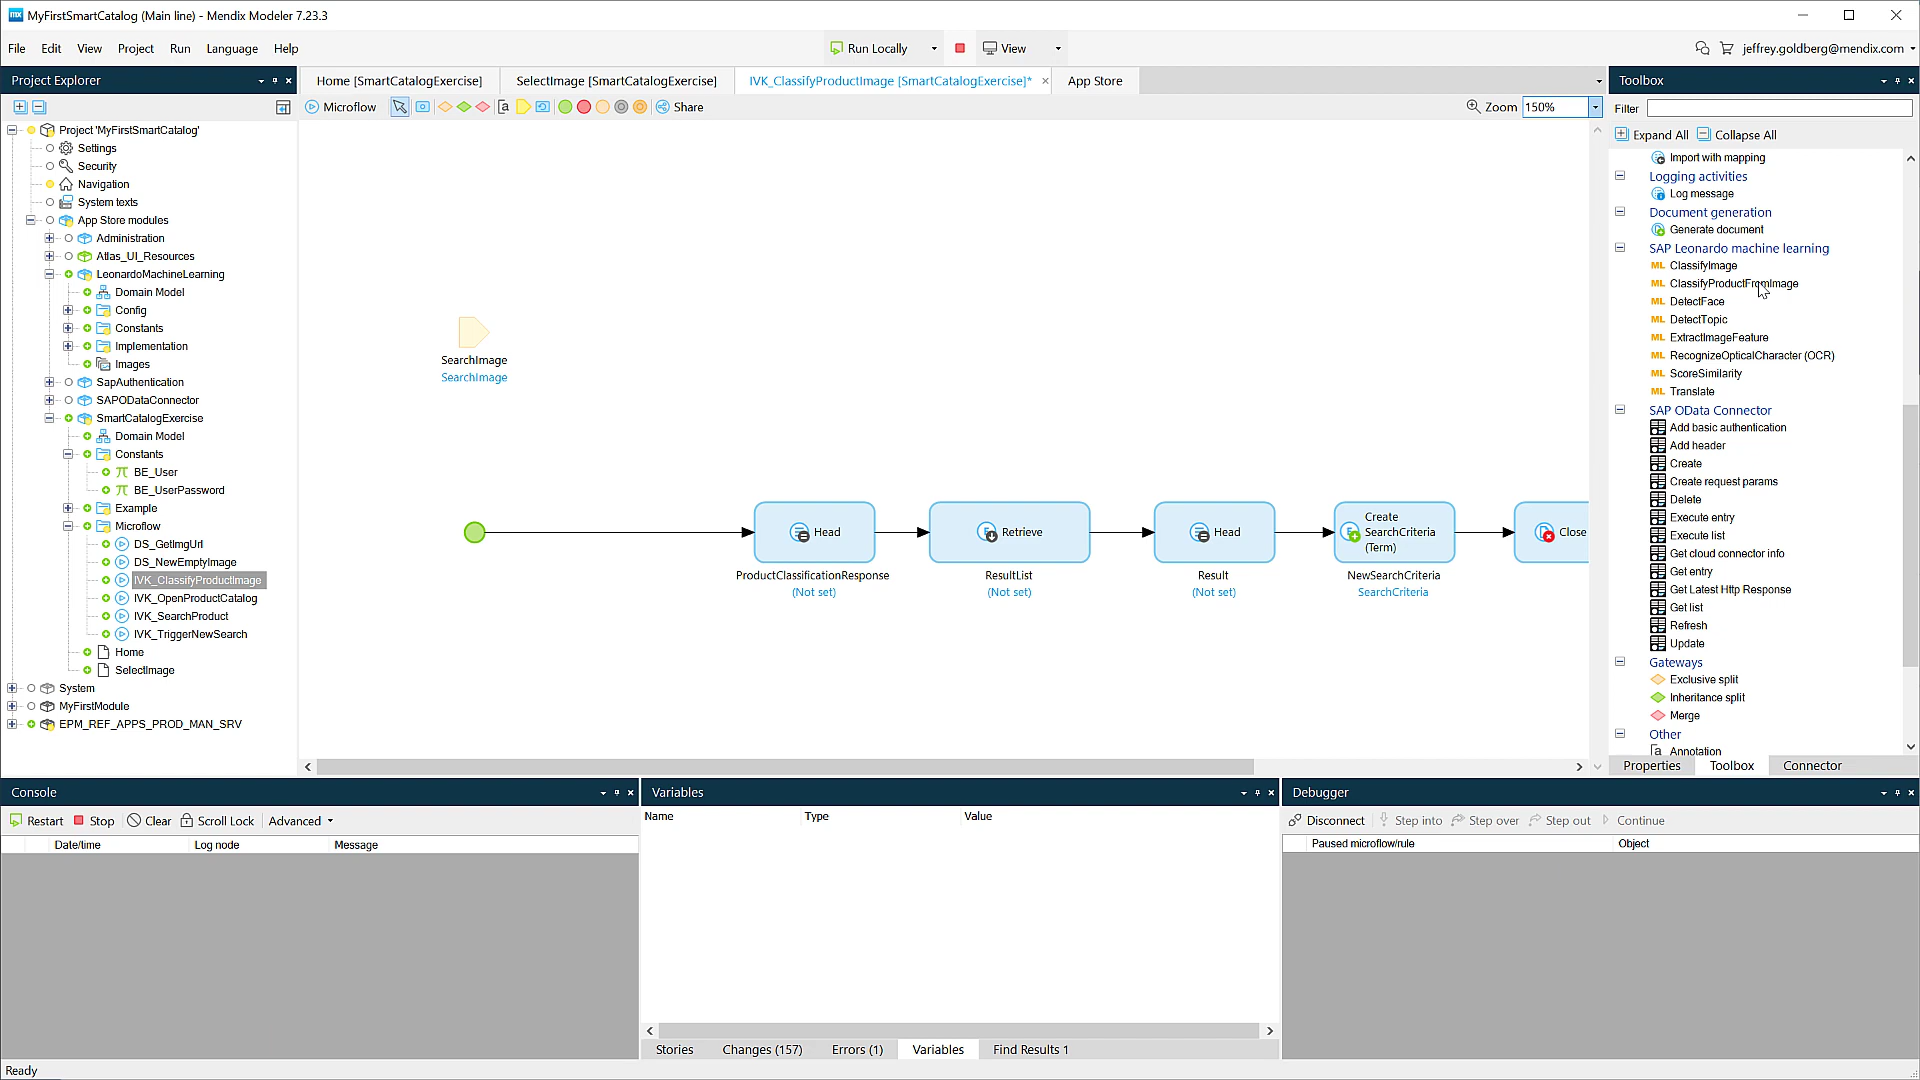 MyFirstSmartCatalog (Main line) - Mendix Modeler 7.23.3
File Edit View Project Run Language Help
Run Locally View
jeffrey.goldberg@mendix.com
Project Explorer
Project 'MyFirstSmartCatalog'
Settings
Security
Navigation
System texts
App Store modules
Administration
Atlas_UI_Resources
LeonardoMachineLearning
Domain Model
Config
Constants
Implementation
Images
SapAuthentication
SAPODataConnector
SmartCatalogExercise
Domain Model
Constants
BE_User
BE_UserPassword
Example
Microflow
DS_GetImgUrl
DS_NewEmptyImage
IVK_ClassifyProductImage
IVK_OpenProductCatalog
IVK_SearchProduct
IVK_TriggerNewSearch
Home
SelectImage
System
MyFirstModule
EPM_REF_APPS_PROD_MAN_SRV
Home [SmartCatalogExercise] SelectImage [SmartCatalogExercise] IVK_ClassifyProductImage [SmartCatalogExercise]* App Store
Microflow Share Zoom 150%
SearchImage
SearchImage
Head
ProductClassificationResponse
(Not set)
Retrieve
ResultList
(Not set)
Head
Result
(Not set)
Create
SearchCriteria
(Term)
NewSearchCriteria
SearchCriteria
Close
Toolbox
Filter
Expand All Collapse All
Import with mapping
Logging activities
Log message
Document generation
Generate document
SAP Leonardo machine learning
ML ClassifyImage
ML ClassifyProductFromImage
ML DetectFace
ML DetectTopic
ML ExtractImageFeature
ML RecognizeOpticalCharacter (OCR)
ML ScoreSimilarity
ML Translate
SAP OData Connector
Add basic authentication
Add header
Create
Create request params
Delete
Execute entry
Execute list
Get cloud connector info
Get entry
Get Latest Http Response
Get list
Refresh
Update
Gateways
Exclusive split
Inheritance split
Merge
Other
Annotation
Properties Toolbox Connector
Console
Restart Stop Clear Scroll Lock Advanced
Date/time Log node Message
Variables
Name Type Value
Stories Changes (157) Errors (1) Variables Find Results 1
Debugger
Disconnect Step into Step over Step out Continue
Paused microflow/rule Object
Ready